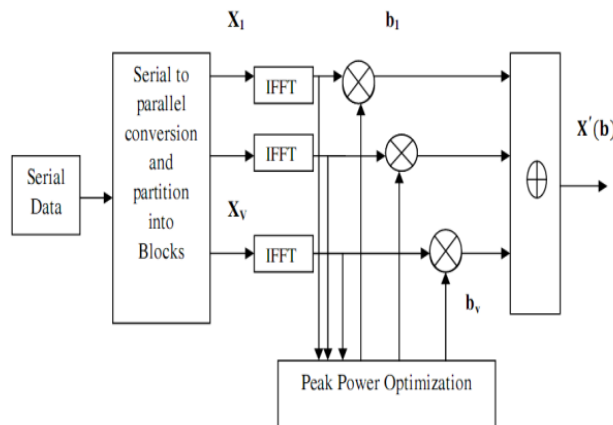 X₁
b₁
Serial to
parallel
conversion
and
partition
into
Blocks
IFFT
X'(b)
IFFT
Serial
Data
Xᵥ
IFFT
bᵥ
Peak Power Optimization